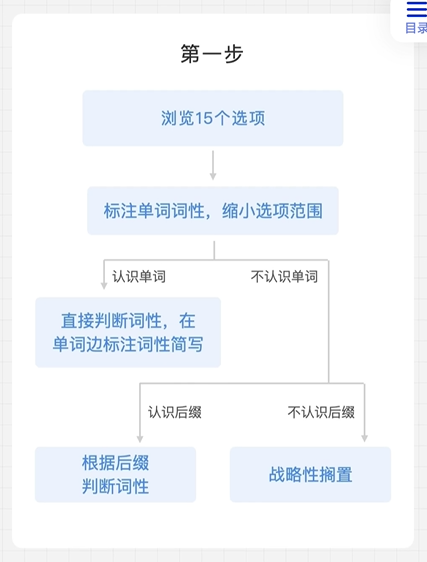 目录
第一步
浏览15个选项
标注单词词性，缩小选项范围
认识单词
不认识单词
直接判断词性，在
单词边标注词性简写
认识后缀
不认识后缀
根据后缀
判断词性
战略性搁置